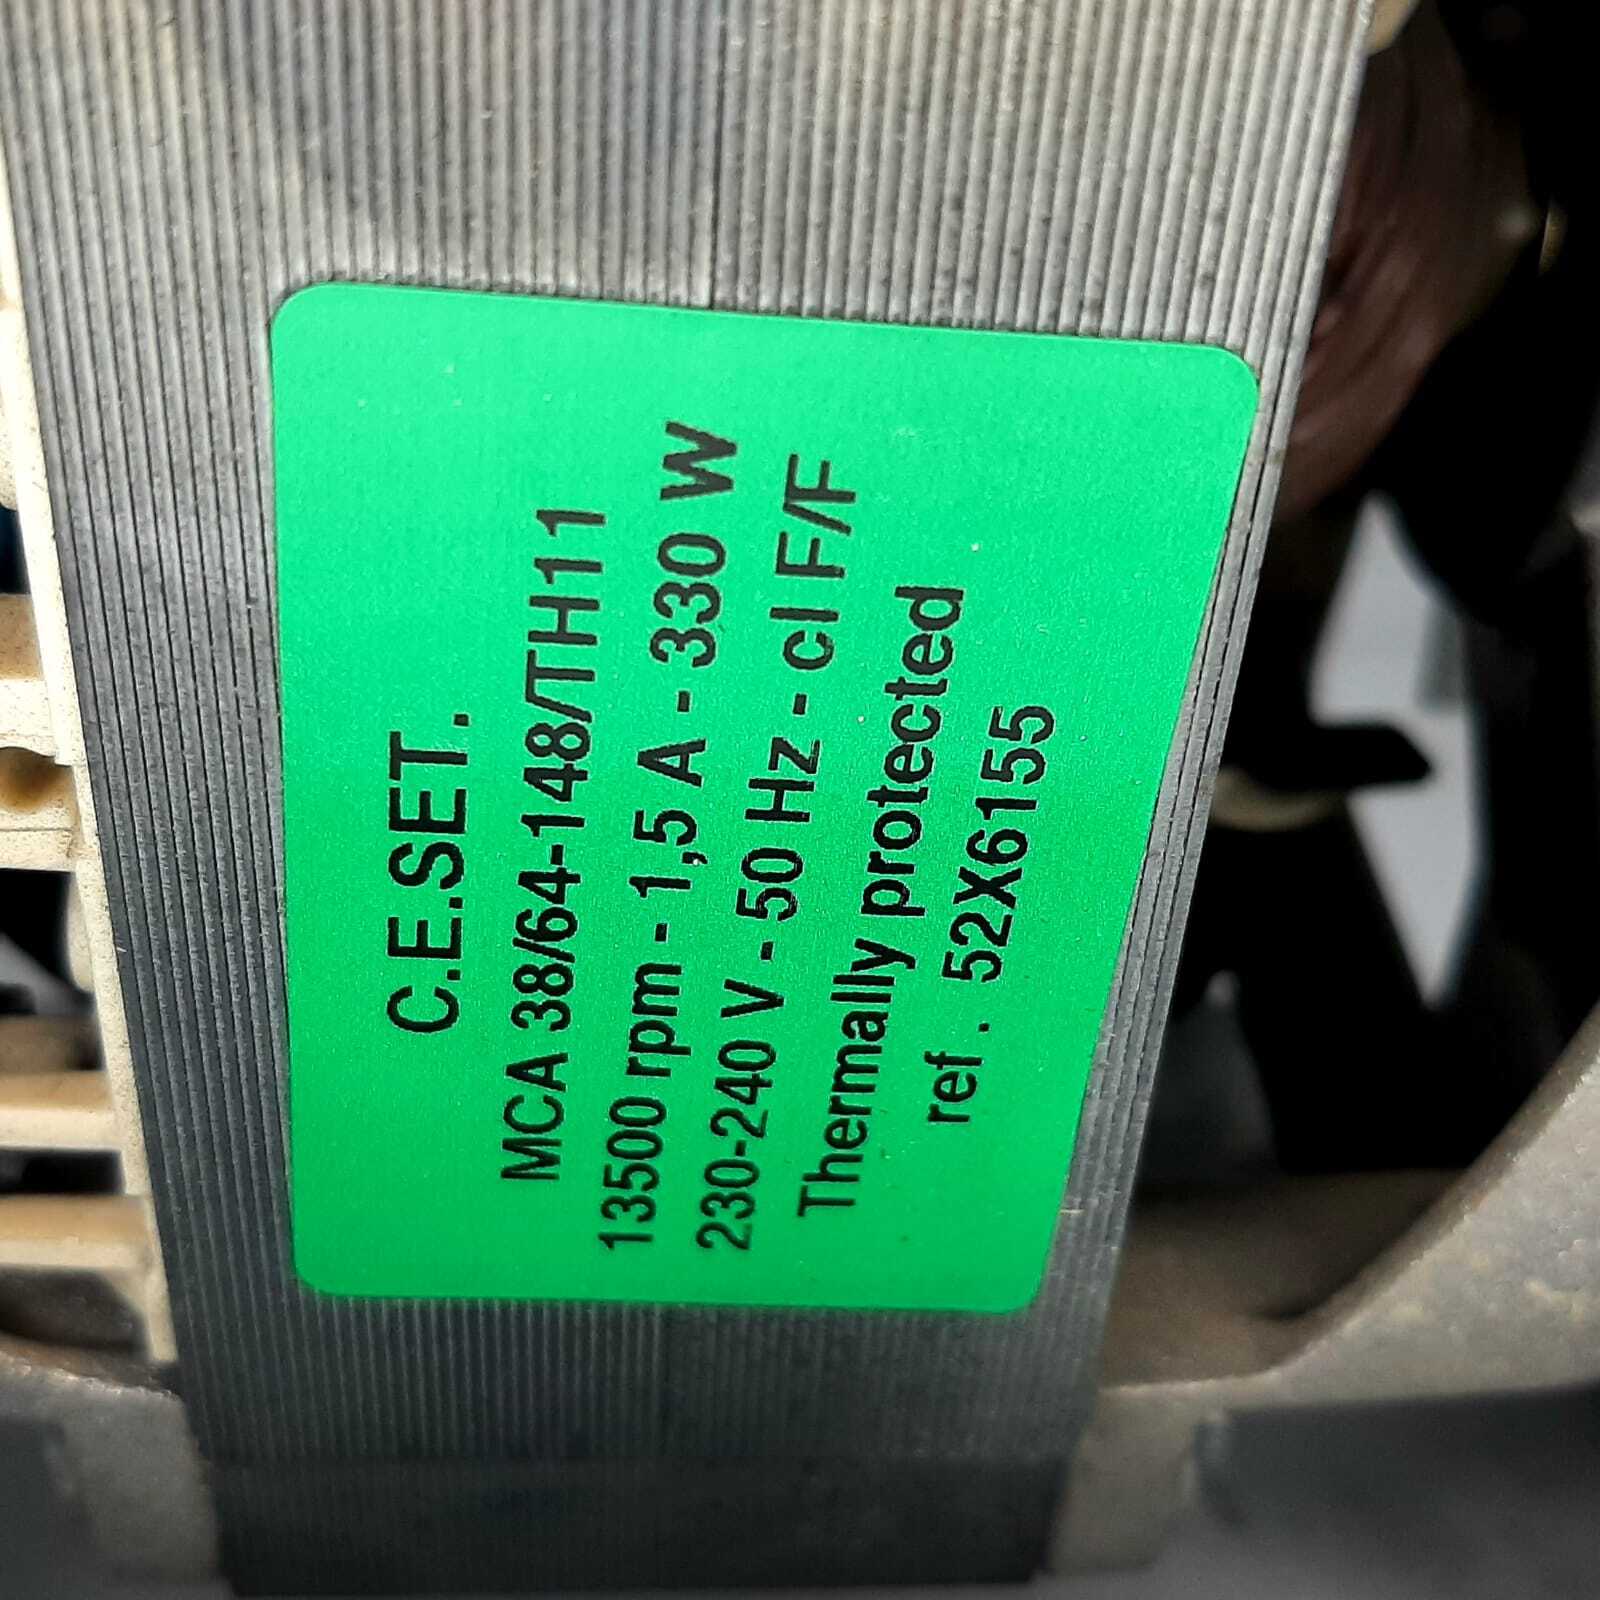 C.E.SET.
MCA 38/64-148/TH11
13500 rpm - 1,5 A - 330 W
230-240 V - 50 Hz - cl F/F
Thermally protected
ref . 52X6155